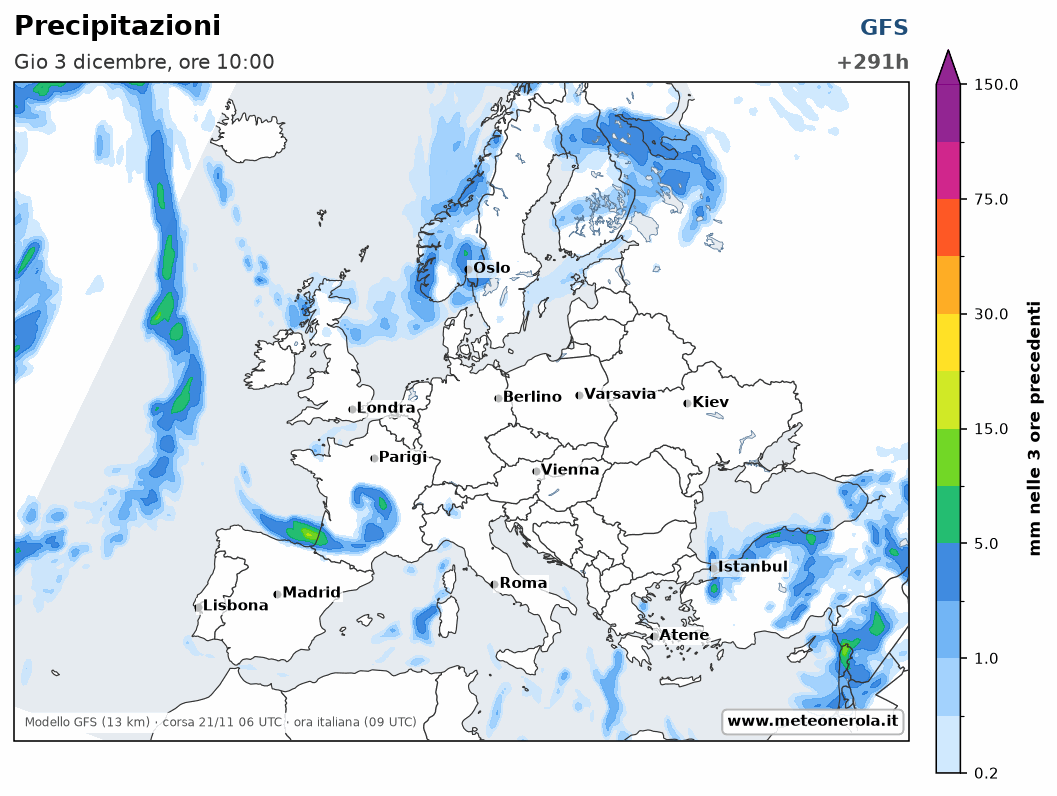 Precipitazioni
GFS
Gio 3 dicembre, ore 10:00
+291h
150.0
75.0
30.0
15.0
5.0
1.0
0.2
mm nelle 3 ore precedenti
Oslo
Berlino
Varsavia
Kiev
Londra
Parigi
Vienna
Istanbul
Roma
Madrid
Lisbona
Atene
Modello GFS (13 km) · corsa 21/11 06 UTC · ora italiana (09 UTC)
www.meteonerola.it